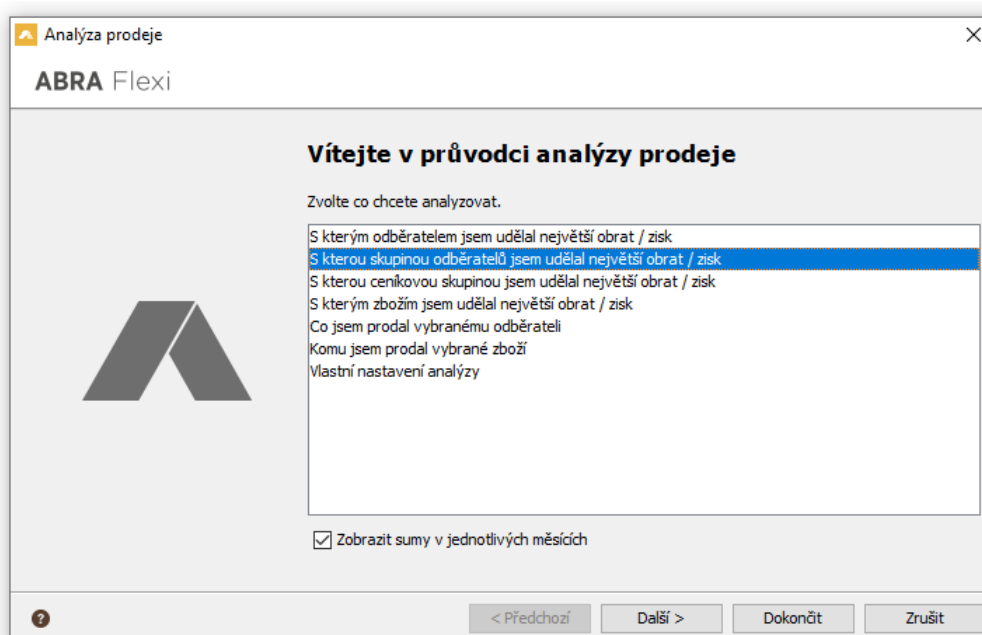 Analýza prodeje
ABRA Flexi
Vítejte v průvodci analýzy prodeje
Zvolte co chcete analyzovat.
S kterým odběratelem jsem udělal největší obrat / zisk
S kterou skupinou odběratelů jsem udělal největší obrat / zisk
S kterou ceníkovou skupinou jsem udělal největší obrat / zisk
S kterým zbožím jsem udělal největší obrat / zisk
Co jsem prodal vybranému odběrateli
Komu jsem prodal vybrané zboží
Vlastní nastavení analýzy
Zobrazit sumy v jednotlivých měsících
? < Předchozí Další > Dokončit Zrušit